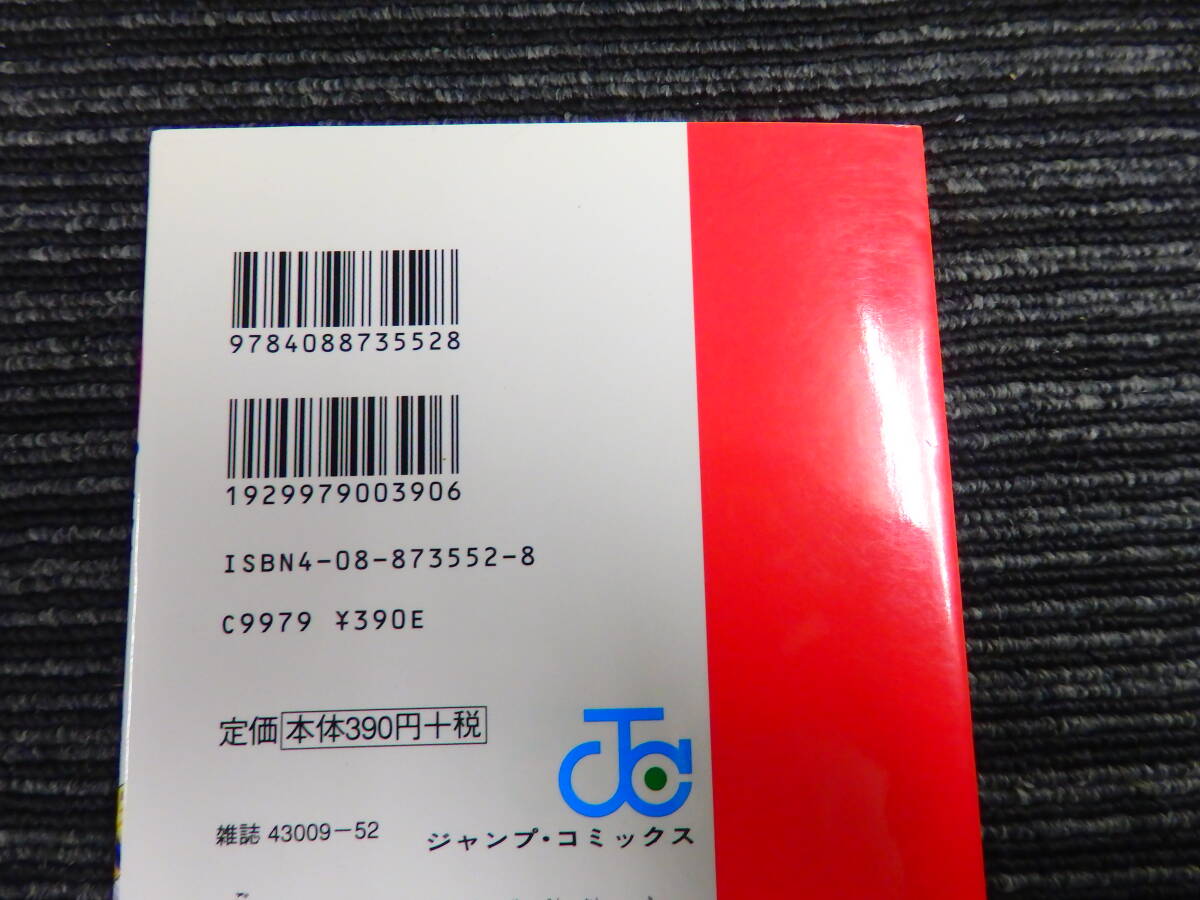 9784088735528
1929979003906
ISBN4-08-873552-8
C9979 ¥390E
定価 本体390円+税
雑誌 43009-52
ジャンプ・コミックス